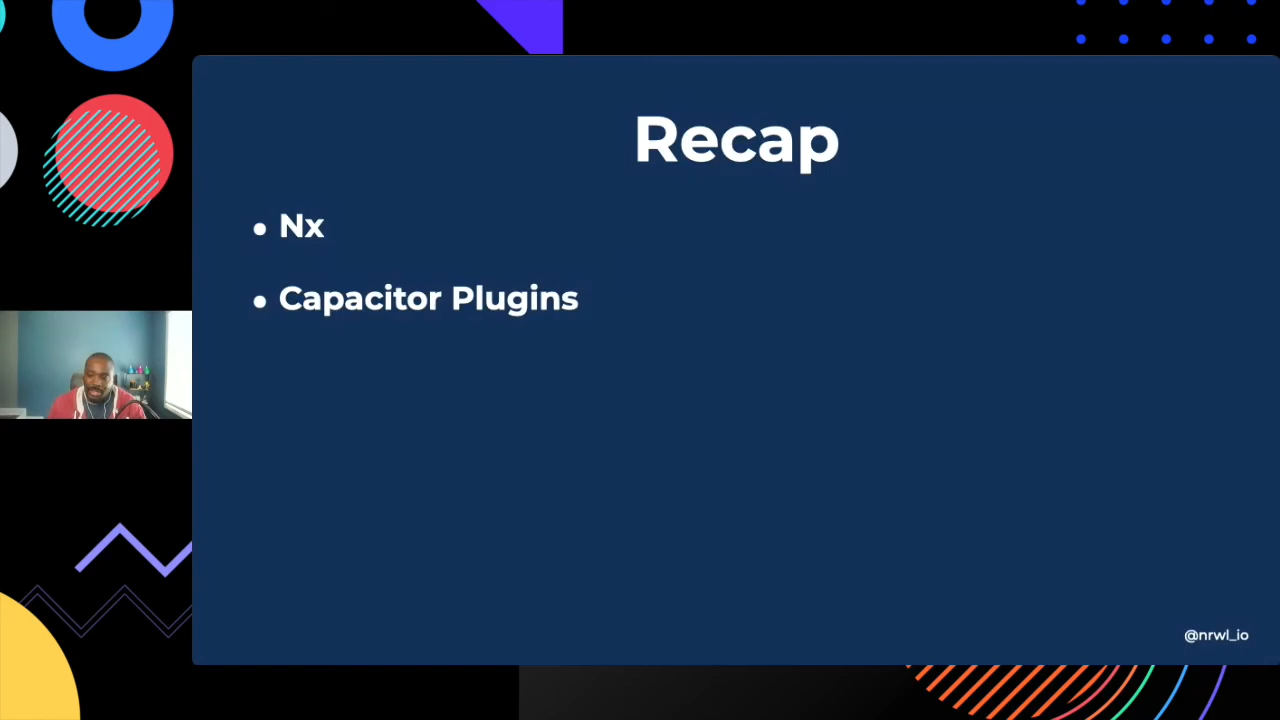 Recap
• Nx
• Capacitor Plugins
@nrwl_io